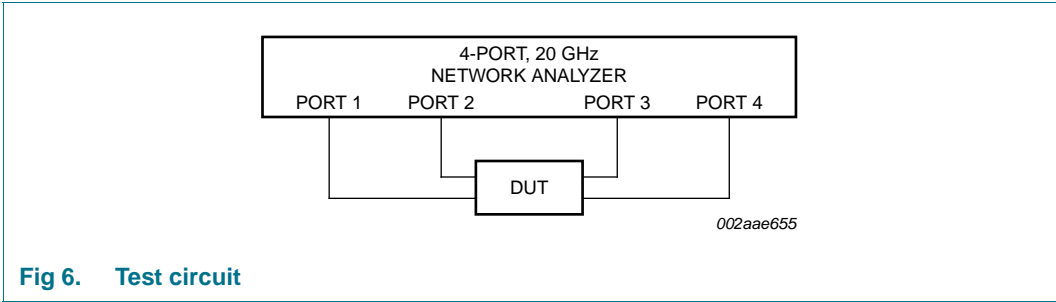 4-PORT, 20 GHz
NETWORK ANALYZER
PORT 1 PORT 2 PORT 3 PORT 4
DUT
002aae655
Fig 6. Test circuit